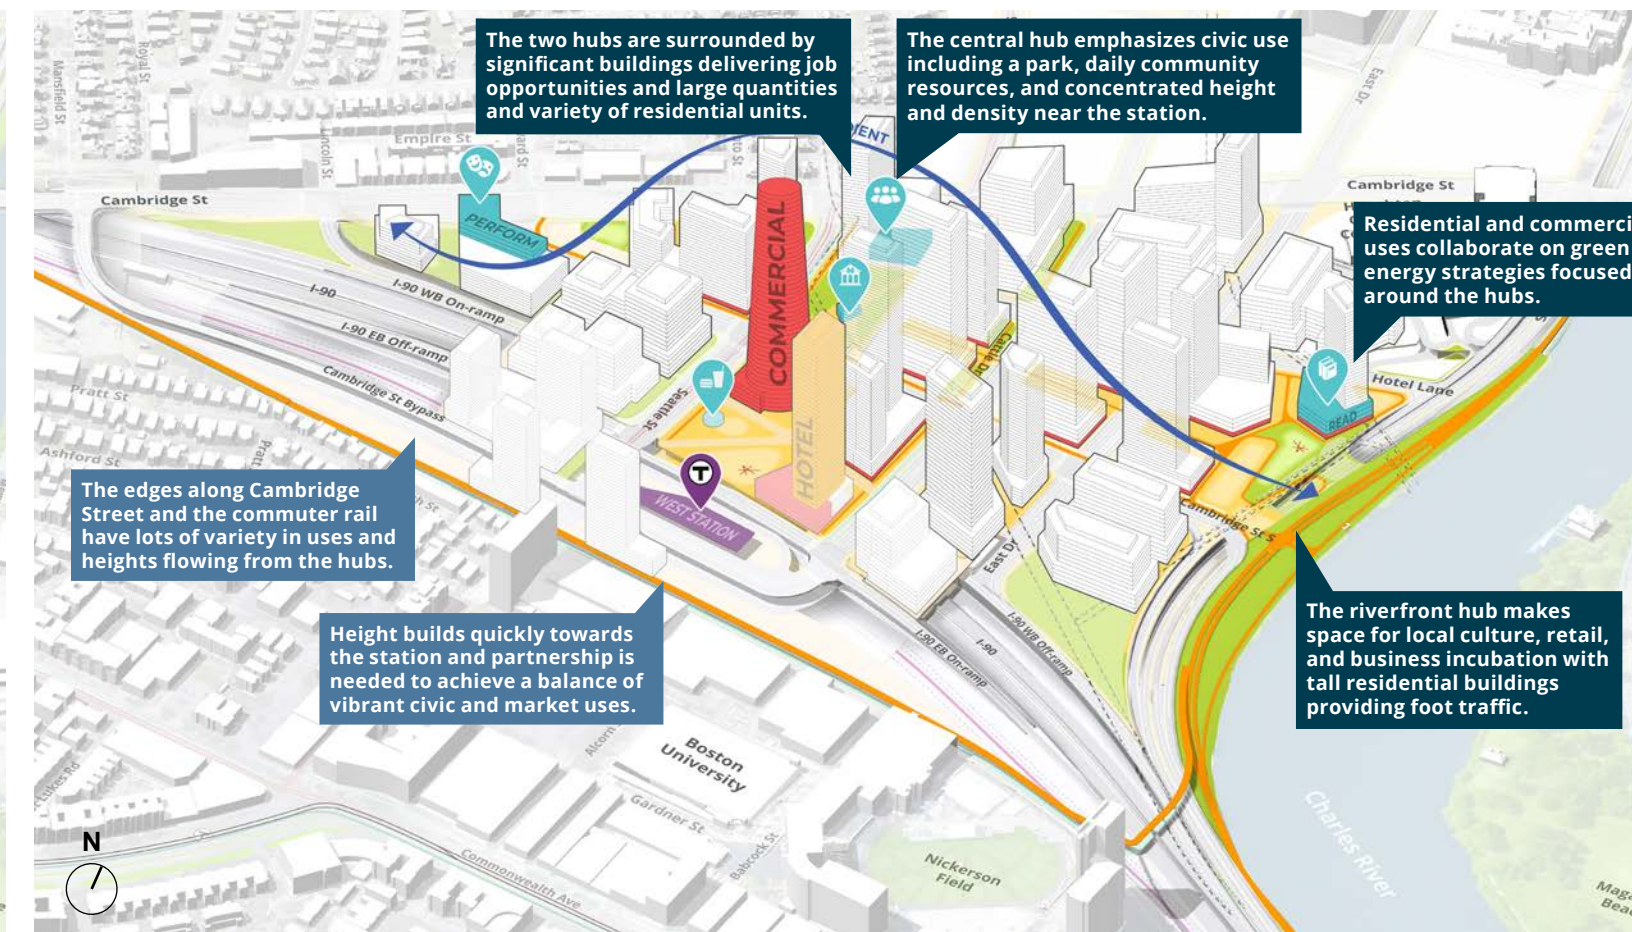 The two hubs are surrounded by
significant buildings delivering job
opportunities and large quantities
and variety of residential units.
The central hub emphasizes civic use
including a park, daily community
resources, and concentrated height
and density near the station.
Royal St
Mansfield St
Lincoln St
Empire St
East Dr
Cambridge St
Cambridge St
PERFORM
COMMERCIAL
Residential and commerci
uses collaborate on green
energy strategies focused
around the hubs.
I-90
I-90 WB On-ramp
I-90 EB Off-ramp
Cambridge St Bypass
Seattle St
Cattle Dr
Hotel Lane
READ
HOTEL
Pratt St
Ashford St
T
WEST STATION
Cambridge St S
East Dr
The edges along Cambridge
Street and the commuter rail
have lots of variety in uses and
heights flowing from the hubs.
Height builds quickly towards
the station and partnership is
needed to achieve a balance of
vibrant civic and market uses.
The riverfront hub makes
space for local culture, retail,
and business incubation with
tall residential buildings
providing foot traffic.
I-90 EB On-ramp
I-90
I-90 WB Off-ramp
Boston
University
Gardner St
Babcock St
Commonwealth Ave
Nickerson
Field
Charles River
N